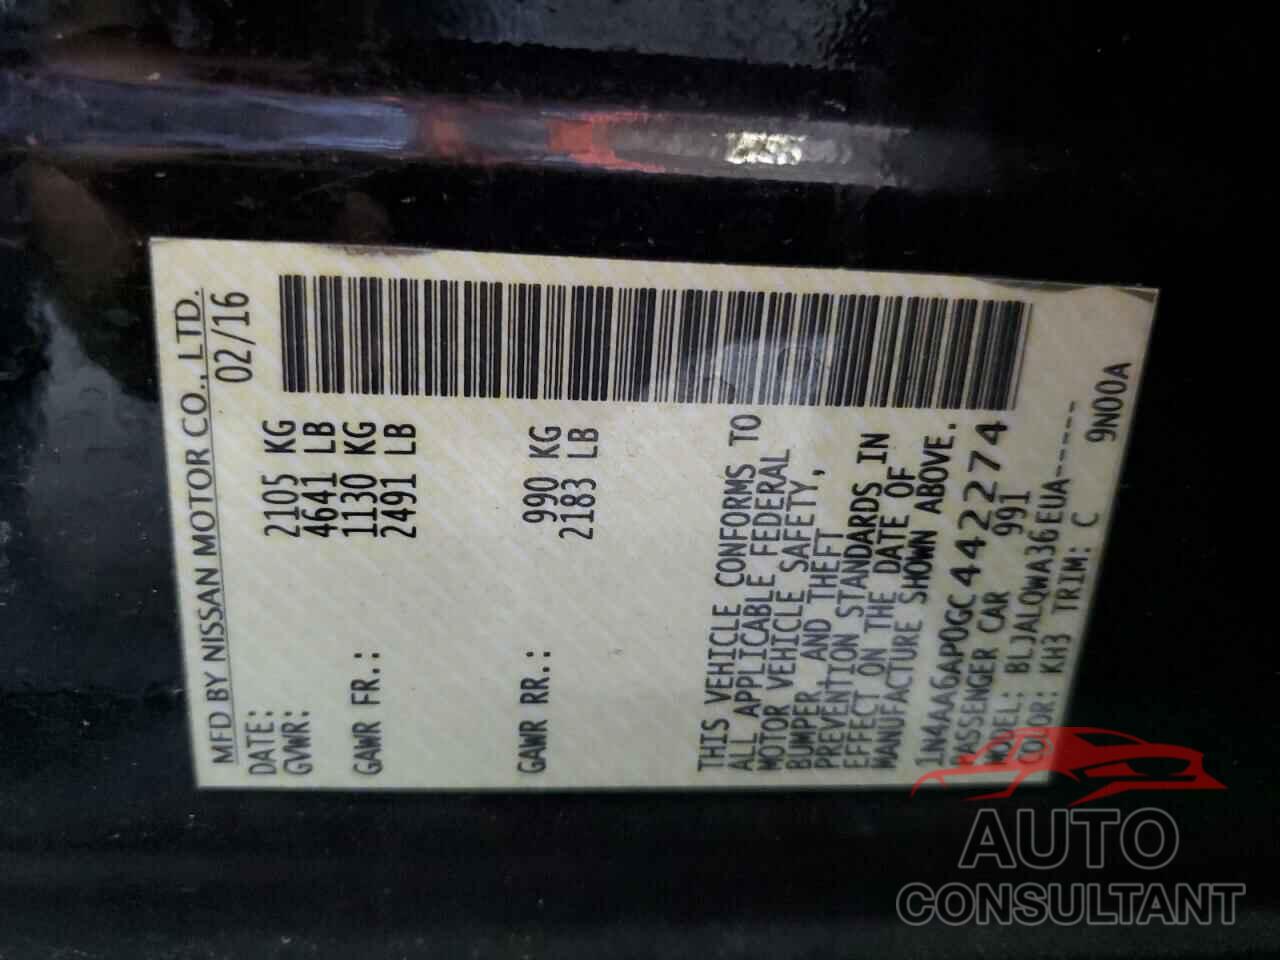 MFD BY NISSAN MOTOR CO., LTD.
DATE: 02/16
GVWR: 2105 KG
4641 LB
GAWR FR.: 1130 KG
2491 LB
GAWR RR.: 990 KG
2183 LB
THIS VEHICLE CONFORMS TO
ALL APPLICABLE FEDERAL
MOTOR VEHICLE SAFETY,
BUMPER, AND THEFT
PREVENTION STANDARDS IN
EFFECT ON THE DATE OF
MANUFACTURE SHOWN ABOVE.
1N4AA6AP0GC442274
PASSENGER CAR 991
MODEL: BLJALQWA36EUA-----
COLOR: KH3 TRIM: C 9N00A
AUTO
CONSULTANT